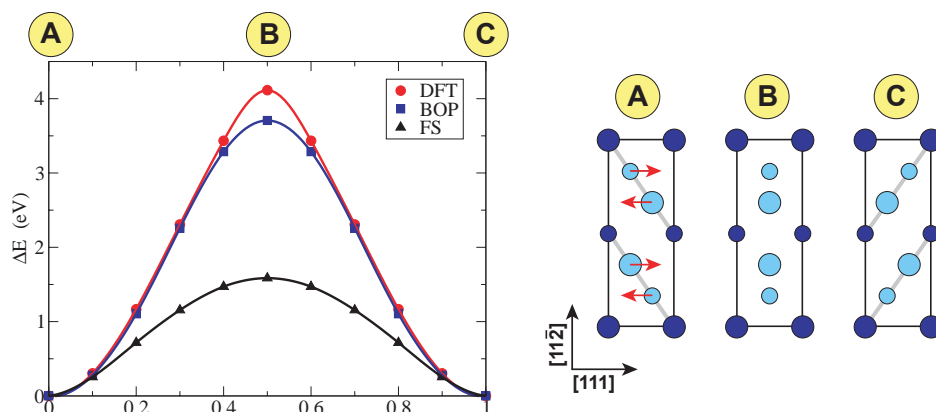 A B C
4
3
2
1
0
ΔE (eV)
DFT
BOP
FS
0 0.2 0.4 0.6 0.8 1
A B C
[112̄]
[111]